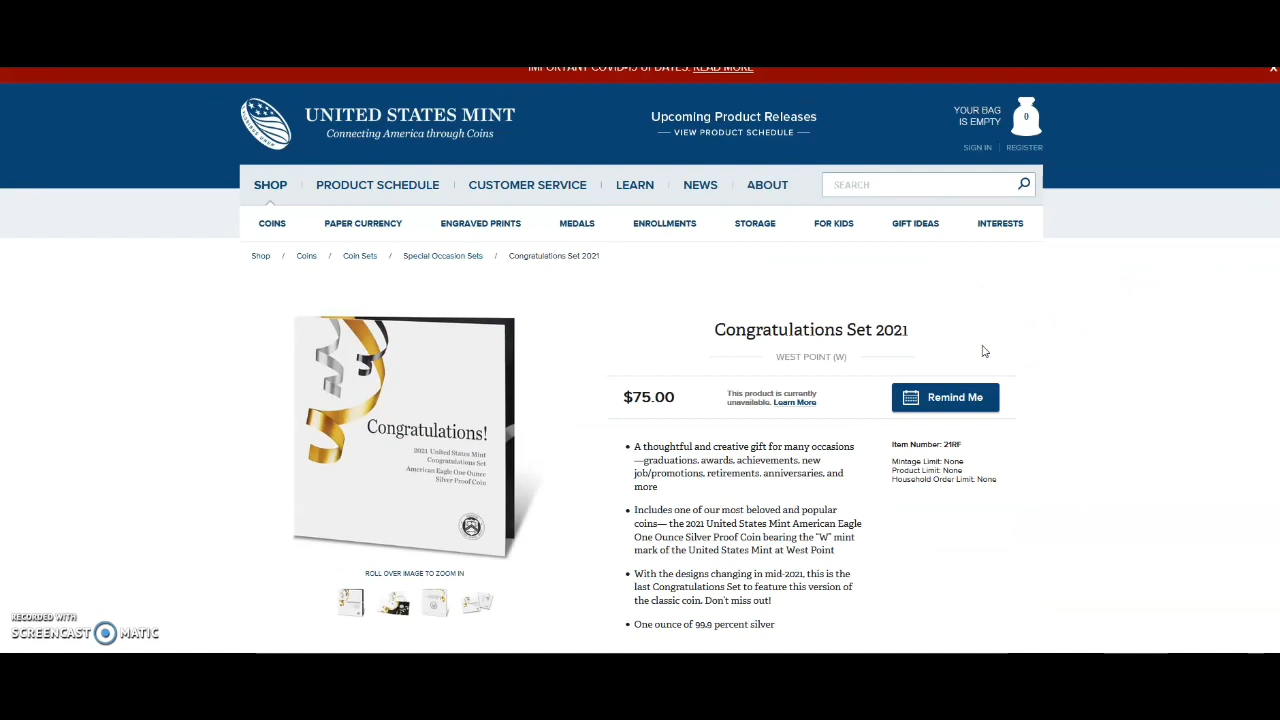 IMPORTANT COVID-19 UPDATES. READ MORE
x
UNITED STATES MINT
Connecting America through Coins
Upcoming Product Releases
VIEW PRODUCT SCHEDULE
YOUR BAG
IS EMPTY
0
SIGN IN
REGISTER
SHOP
PRODUCT SCHEDULE
CUSTOMER SERVICE
LEARN
NEWS
ABOUT
SEARCH
COINS
PAPER CURRENCY
ENGRAVED PRINTS
MEDALS
ENROLLMENTS
STORAGE
FOR KIDS
GIFT IDEAS
INTERESTS
Shop / Coins / Coin Sets / Special Occasion Sets / Congratulations Set 2021
Congratulations!
2021 United States Mint
Congratulations Set
American Eagle One Ounce
Silver Proof Coin
ROLL OVER IMAGE TO ZOOM IN
Congratulations Set 2021
WEST POINT (W)
$75.00
This product is currently
unavailable. Learn More
Remind Me
• A thoughtful and creative gift for many occasions
—graduations, awards, achievements, new
job/promotions, retirements, anniversaries, and
more
• Includes one of our most beloved and popular
coins— the 2021 United States Mint American Eagle
One Ounce Silver Proof Coin bearing the “W” mint
mark of the United States Mint at West Point
• With the designs changing in mid-2021, this is the
last Congratulations Set to feature this version of
the classic coin. Don't miss out!
• One ounce of 99.9 percent silver
Item Number: 21RF
Mintage Limit: None
Product Limit: None
Household Order Limit: None
RECORDED WITH
SCREENCAST MATIC